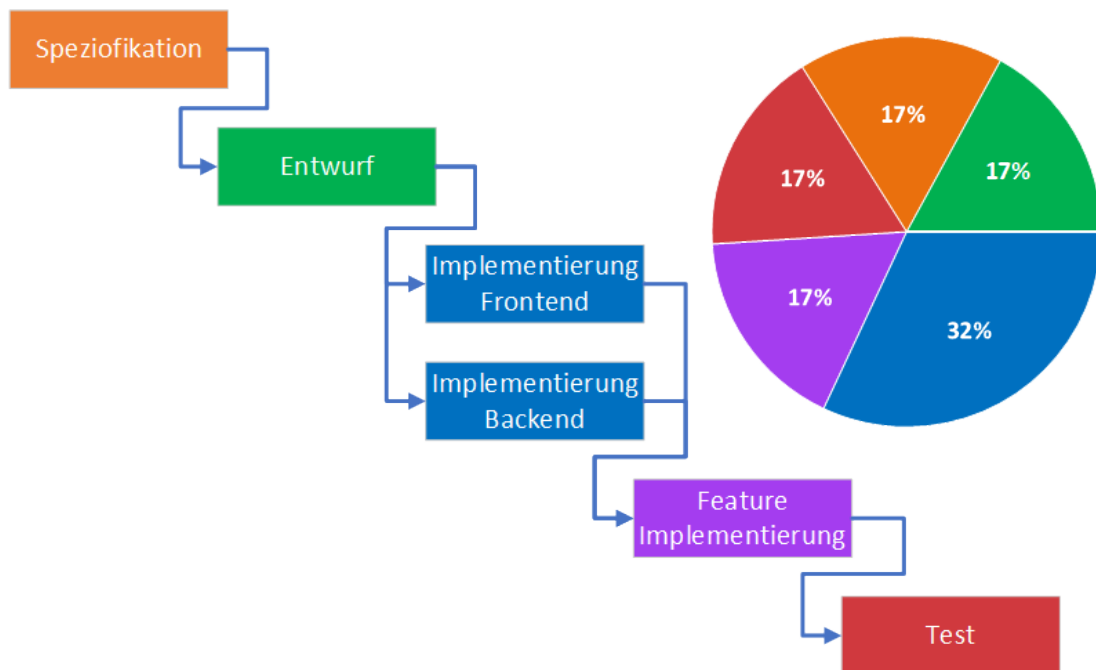 Speziofikation
Entwurf
Implementierung
Frontend
Implementierung
Backend
Feature
Implementierung
Test
17%
17%
17%
17%
32%